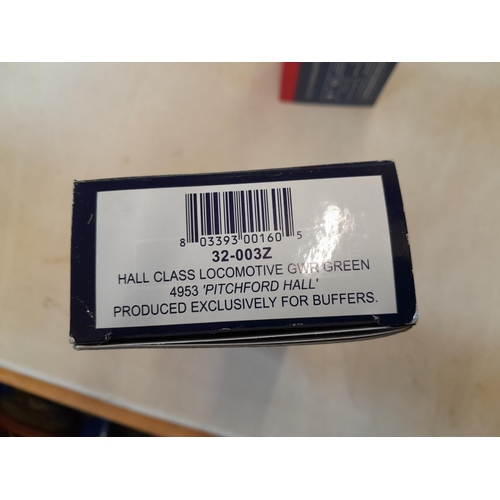 8 03393 00160 5
32-003Z
HALL CLASS LOCOMOTIVE GWR GREEN
4953 'PITCHFORD HALL'
PRODUCED EXCLUSIVELY FOR BUFFERS.